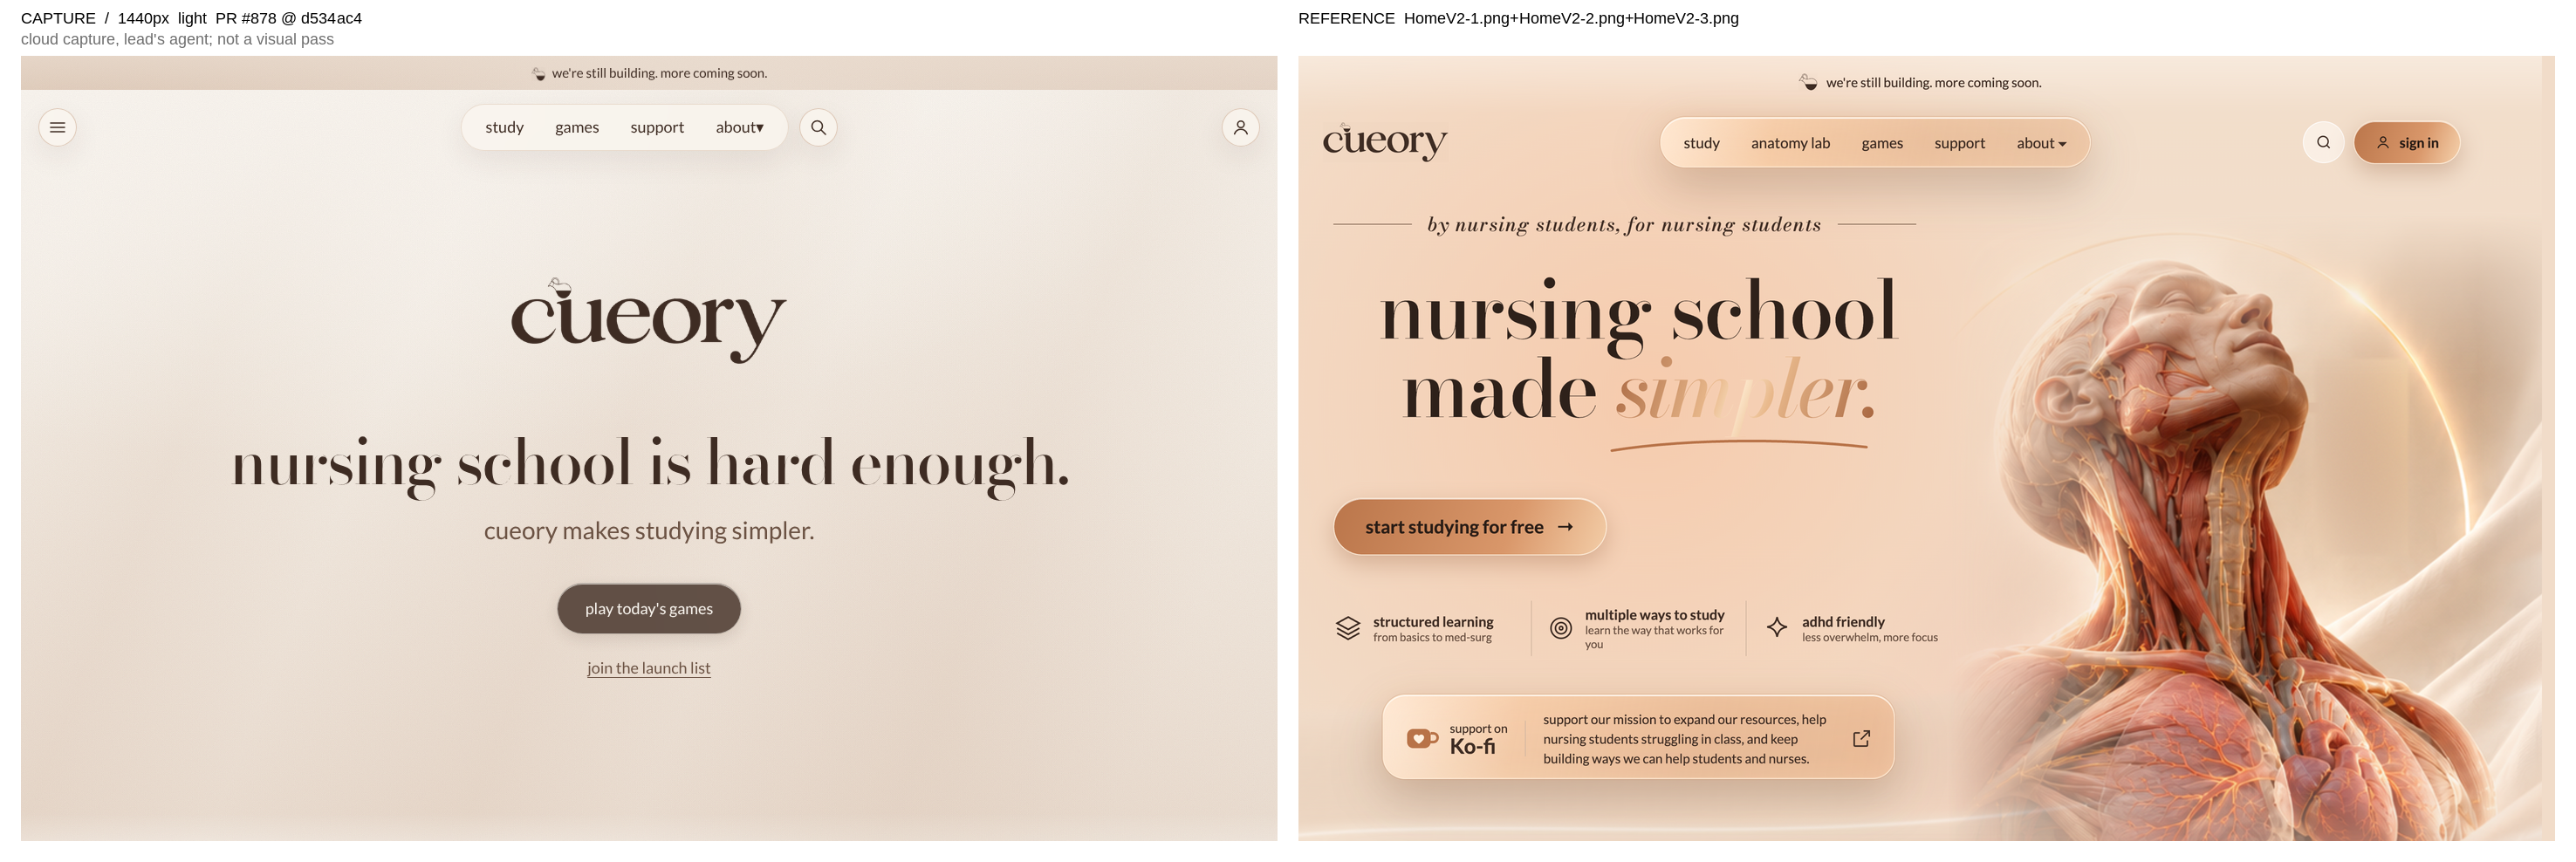 CAPTURE / 1440px light PR #878 @ d534ac4
cloud capture, lead's agent; not a visual pass
we're still building. more coming soon.
study games support about▾
cueory
nursing school is hard enough.
cueory makes studying simpler.
play today's games
join the launch list
REFERENCE HomeV2-1.png+HomeV2-2.png+HomeV2-3.png
we're still building. more coming soon.
cueory
study anatomy lab games support about
sign in
by nursing students, for nursing students
nursing school
made simpler.
start studying for free →
structured learning
from basics to med-surg
multiple ways to study
learn the way that works for
you
adhd friendly
less overwhelm, more focus
support on
Ko-fi
support our mission to expand our resources, help
nursing students struggling in class, and keep
building ways we can help students and nurses.